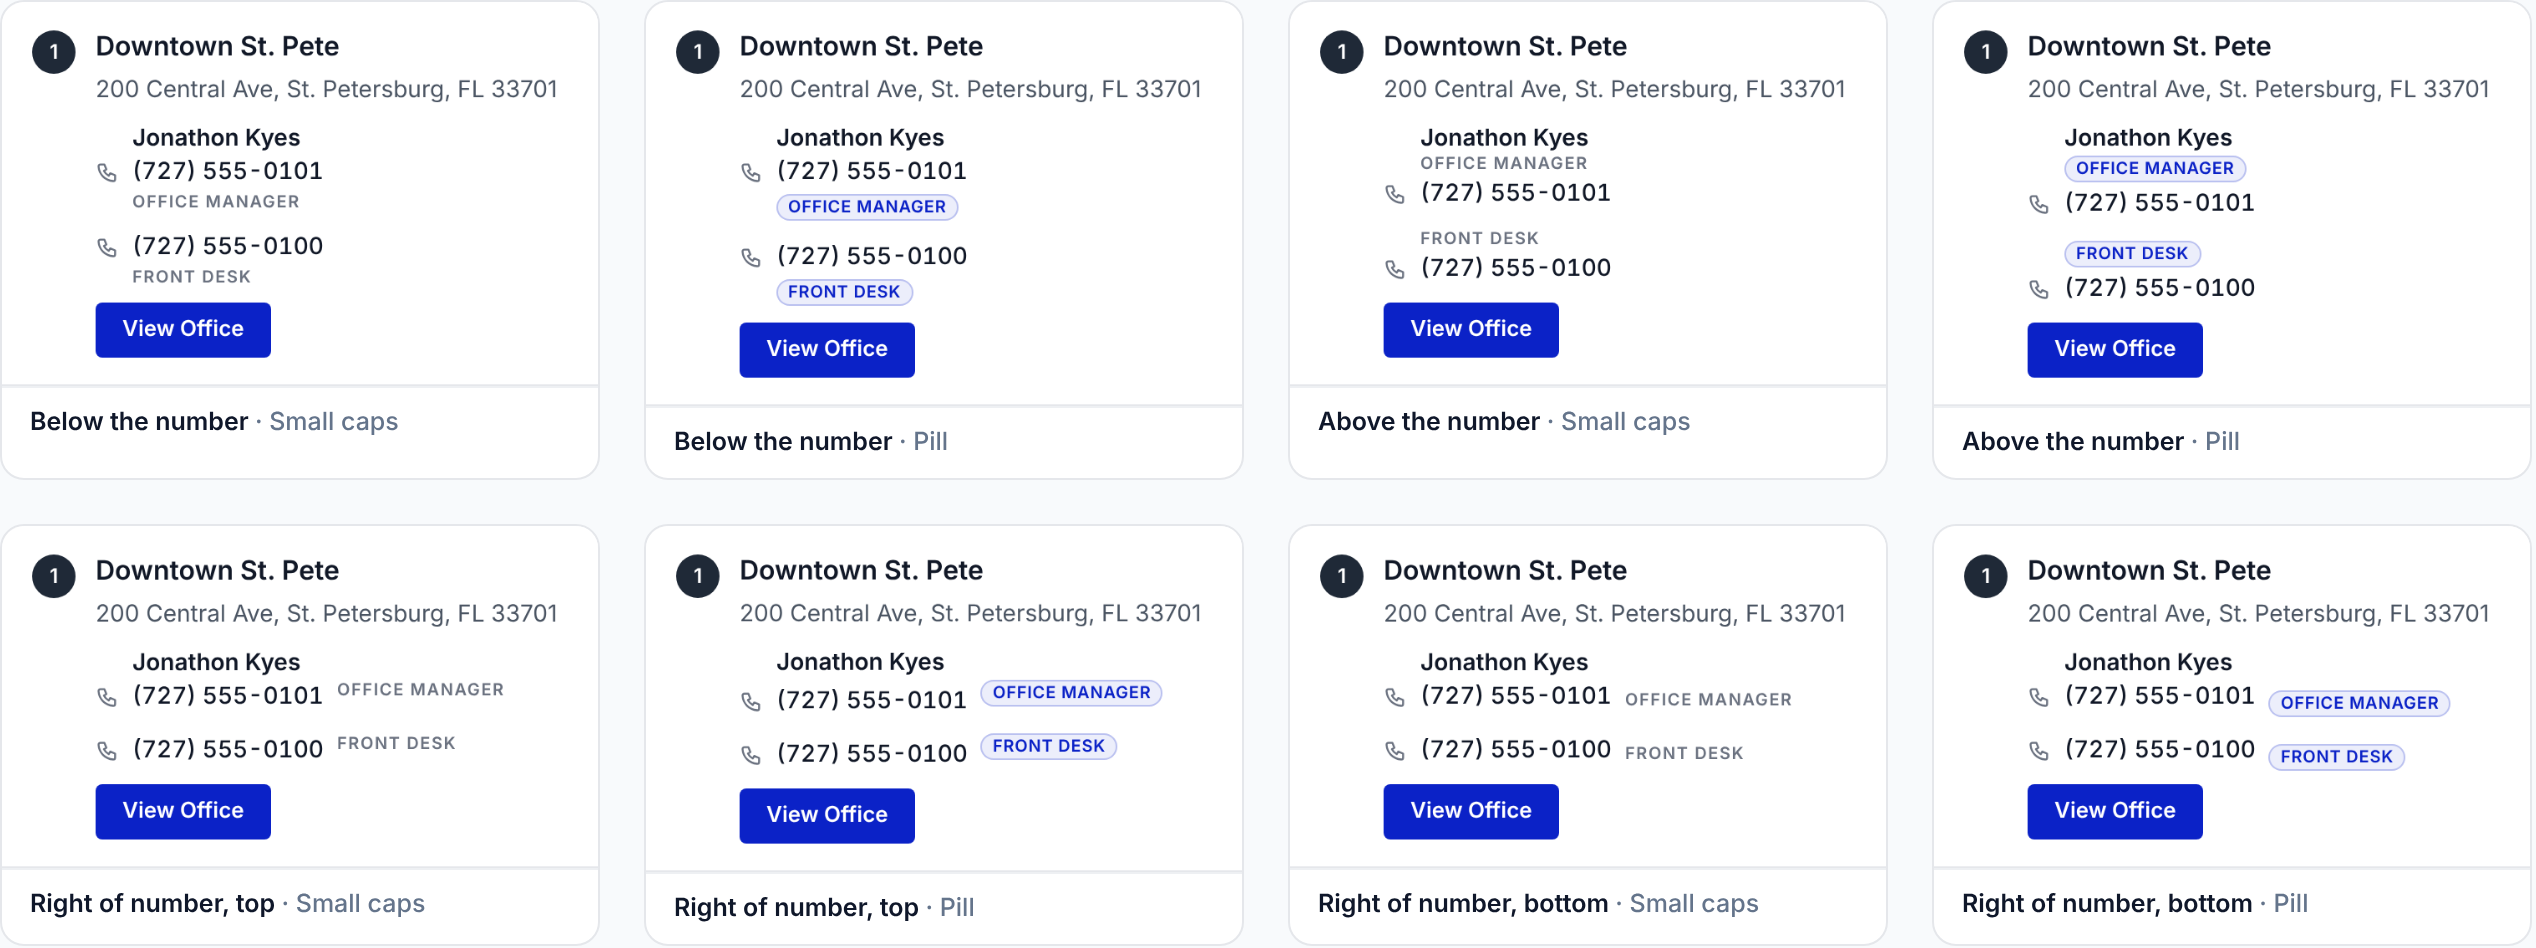 1 Downtown St. Pete
200 Central Ave, St. Petersburg, FL 33701
Jonathon Kyes
(727) 555-0101
OFFICE MANAGER
(727) 555-0100
FRONT DESK
View Office
Below the number · Small caps
1 Downtown St. Pete
200 Central Ave, St. Petersburg, FL 33701
Jonathon Kyes
(727) 555-0101
OFFICE MANAGER
(727) 555-0100
FRONT DESK
View Office
Below the number · Pill
1 Downtown St. Pete
200 Central Ave, St. Petersburg, FL 33701
Jonathon Kyes
OFFICE MANAGER
(727) 555-0101
FRONT DESK
(727) 555-0100
View Office
Above the number · Small caps
1 Downtown St. Pete
200 Central Ave, St. Petersburg, FL 33701
Jonathon Kyes
OFFICE MANAGER
(727) 555-0101
FRONT DESK
(727) 555-0100
View Office
Above the number · Pill
1 Downtown St. Pete
200 Central Ave, St. Petersburg, FL 33701
Jonathon Kyes
(727) 555-0101 OFFICE MANAGER
(727) 555-0100 FRONT DESK
View Office
Right of number, top · Small caps
1 Downtown St. Pete
200 Central Ave, St. Petersburg, FL 33701
Jonathon Kyes
(727) 555-0101 OFFICE MANAGER
(727) 555-0100 FRONT DESK
View Office
Right of number, top · Pill
1 Downtown St. Pete
200 Central Ave, St. Petersburg, FL 33701
Jonathon Kyes
(727) 555-0101 OFFICE MANAGER
(727) 555-0100 FRONT DESK
View Office
Right of number, bottom · Small caps
1 Downtown St. Pete
200 Central Ave, St. Petersburg, FL 33701
Jonathon Kyes
(727) 555-0101 OFFICE MANAGER
(727) 555-0100 FRONT DESK
View Office
Right of number, bottom · Pill